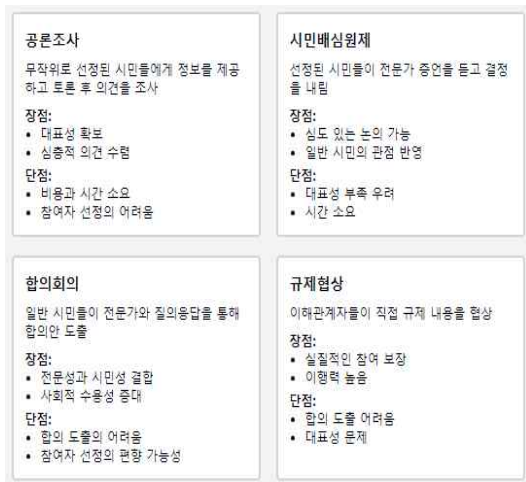 공론조사
무작위로 선정된 시민들에게 정보를 제공
하고 토론 후 의견을 조사
장점:
• 대표성 확보
• 심층적 의견 수렴
단점:
• 비용과 시간 소요
• 참여자 선정의 어려움
시민배심원제
선정된 시민들이 전문가 증언을 듣고 결정
을 내림
장점:
• 심도 있는 논의 가능
• 일반 시민의 관점 반영
단점:
• 대표성 부족 우려
• 시간 소요
합의회의
일반 시민들이 전문가와 질의응답을 통해
합의안 도출
장점:
• 전문성과 시민성 결합
• 사회적 수용성 증대
단점:
• 합의 도출의 어려움
• 참여자 선정의 편향 가능성
규제협상
이해관계자들이 직접 규제 내용을 협상
장점:
• 실질적인 참여 보장
• 이행력 높음
단점:
• 합의 도출 어려움
• 대표성 문제